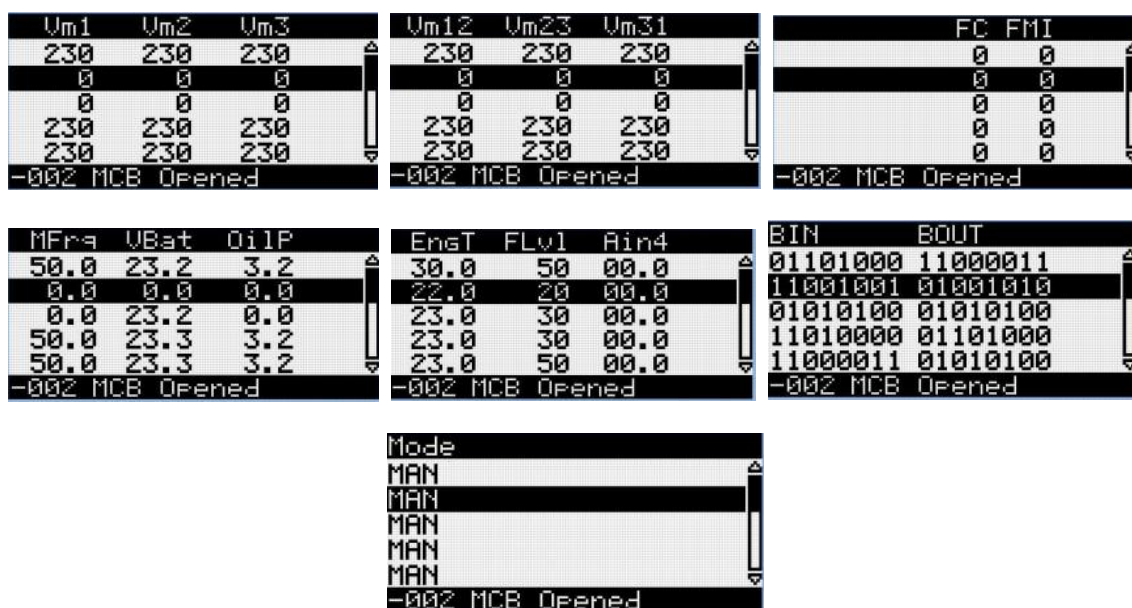 Vm1 Vm2 Vm3
230 230 230
0 0 0
0 0 0
230 230 230
230 230 230
-002 MCB Opened
Vm12 Vm23 Vm31
230 230 230
0 0 0
0 0 0
230 230 230
230 230 230
-002 MCB Opened
FC FMI
0 0
0 0
0 0
0 0
0 0
-002 MCB Opened
MFrq VBat OilP
50.0 23.2 3.2
0.0 0.0 0.0
0.0 23.2 0.0
50.0 23.3 3.2
50.0 23.3 3.2
-002 MCB Opened
EngT FLvl Ain4
30.0 50 00.0
22.0 20 00.0
23.0 30 00.0
23.0 30 00.0
23.0 50 00.0
-002 MCB Opened
BIN BOUT
01101000 11000011
11001001 01001010
01010100 01010100
11010000 01101000
11000011 01010100
-002 MCB Opened
Mode
MAN
MAN
MAN
MAN
MAN
-002 MCB Opened